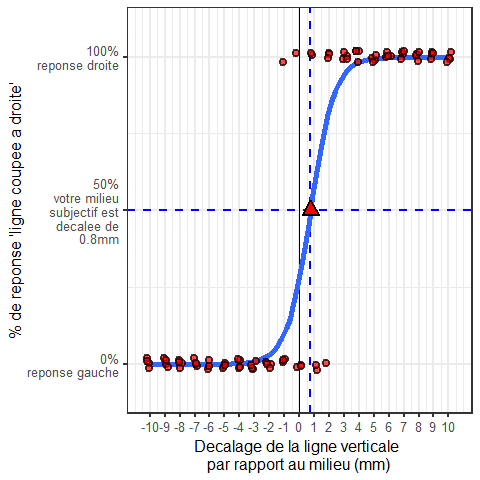 % de reponse 'ligne coupee a droite'
100%
reponse droite
50%
votre milieu
subjectif est
decalee de
0.8mm
0%
reponse gauche
-10 -9 -8 -7 -6 -5 -4 -3 -2 -1 0 1 2 3 4 5 6 7 8 9 10
Decalage de la ligne verticale
par rapport au milieu (mm)